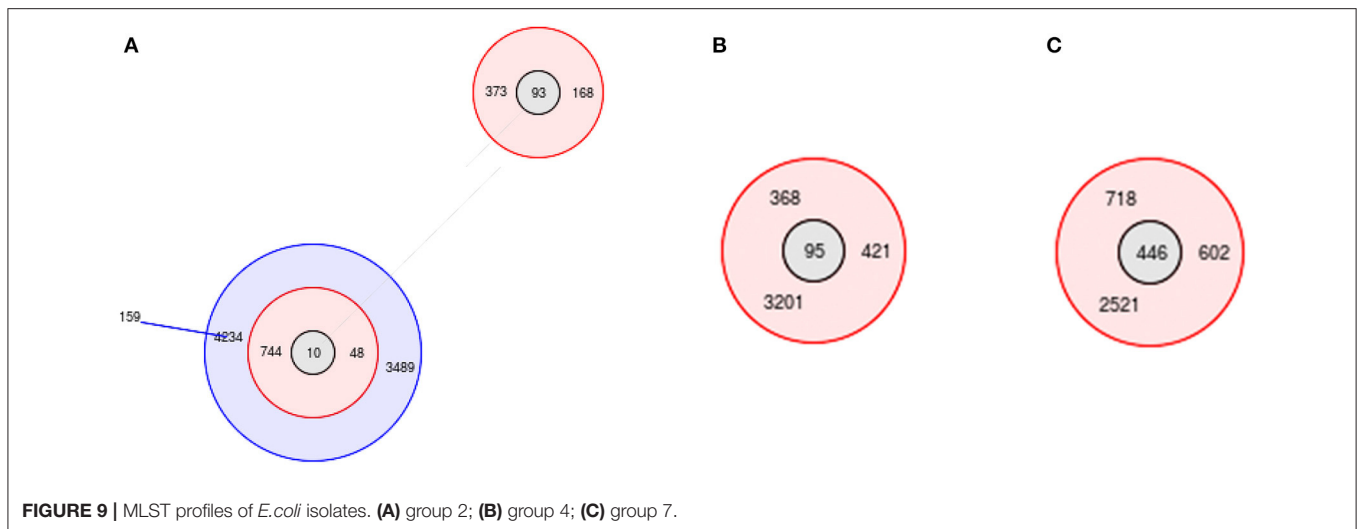 A
B
C
373 93 168
368
95 421
3201
718
446 602
2521
159
4234
744 10 48
3489
FIGURE 9 | MLST profiles of E.coli isolates. (A) group 2; (B) group 4; (C) group 7.